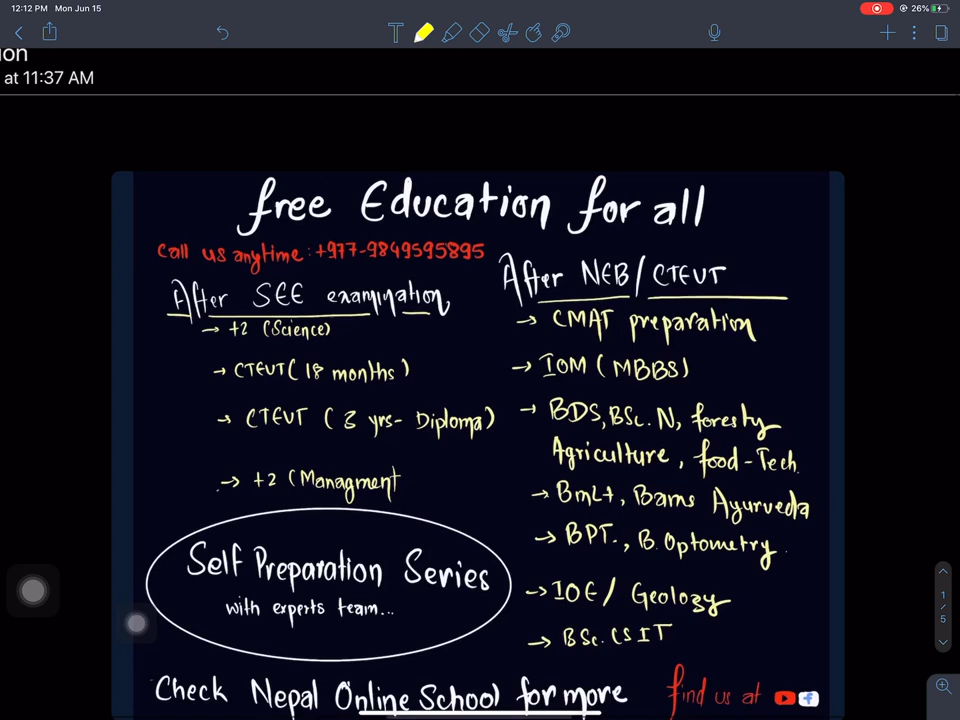 12:12 PM Mon Jun 15
26%
ion
at 11:37 AM
free Education for all
Call us anytime: +977-9849595895
After SEE examination,
→ +2 (Science)
→ CTEVT ( 18 months )
→ CTEVT ( 3 yrs- Diploma)
→ +2 (Managment
Self Preparation Series
with experts team...
After NEB/ CTEVT
→ CMAT preparation
→ IOM ( MBBS)
→ BDS, BSc. N, foresty
Agriculture, food-Tech.
→ BmLt, Bams Ayurveda
→ BPT., B. Optometry.
→ IOE / Geology
→ BSc. CSIT
Check Nepal Online School for more
find us at
1
/
5